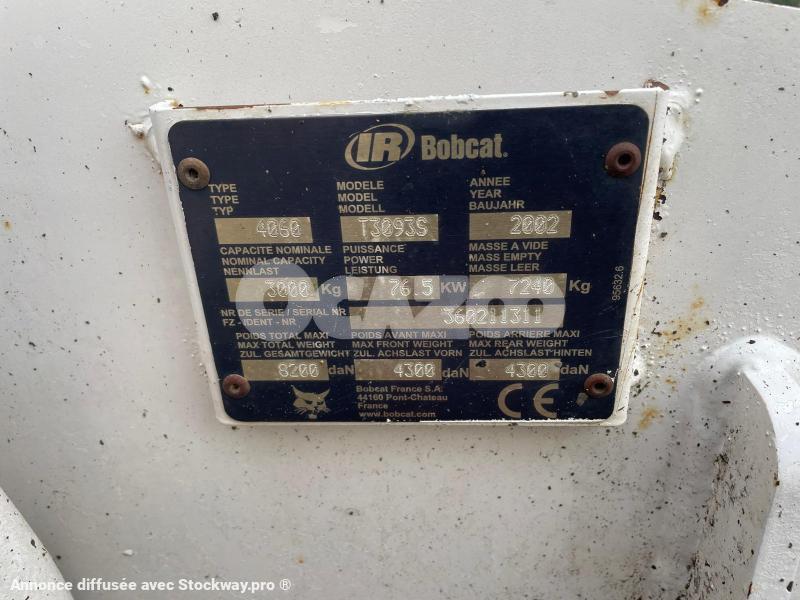 IR Bobcat®
TYPE MODELE ANNEE
TYPE MODEL YEAR
TYP MODELL BAUJAHR
4060 T3093S 2002
CAPACITE NOMINALE PUISSANCE MASSE A VIDE
NOMINAL CAPACITY POWER MASS EMPTY
NENNLAST LEISTUNG MASSE LEER
3000 Kg 76.5 KW 7240 Kg
OCAZOO
NR DE SERIE / SERIAL NR
FZ - IDENT - NR
360211311
POIDS TOTAL MAXI POIDS AVANT MAXI POIDS ARRIERE MAXI
MAX TOTAL WEIGHT MAX FRONT WEIGHT MAX REAR WEIGHT
ZUL. GESAMTGEWICHT ZUL. ACHSLAST VORN ZUL. ACHSLAST HINTEN
8200 daN 4300 daN 4300 daN
Bobcat France S.A.
44160 Pont-Chateau
France
www.bobcat.com
CE
95632.6
Annonce diffusée avec Stockway.pro ®